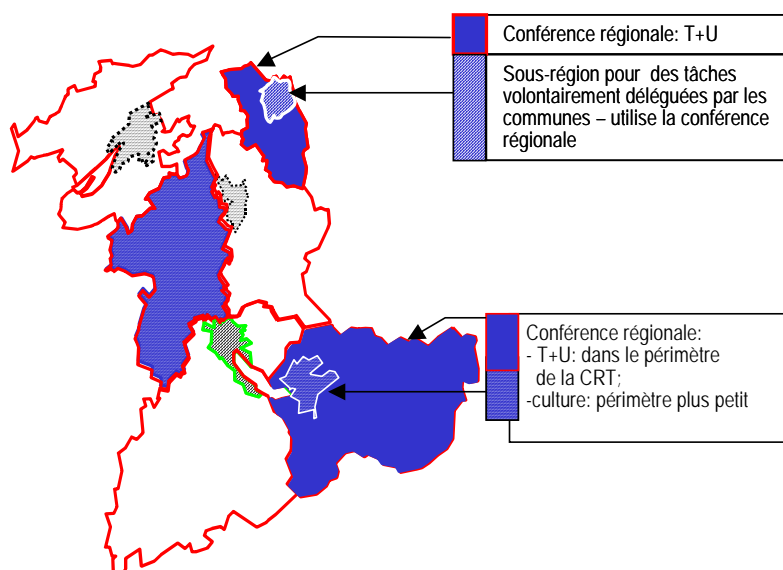 Conférence régionale: T+U
Sous-région pour des tâches
volontairement déléguées par les
communes – utilise la conférence
régionale
Conférence régionale:
- T+U: dans le périmètre
de la CRT;
-culture: périmètre plus petit